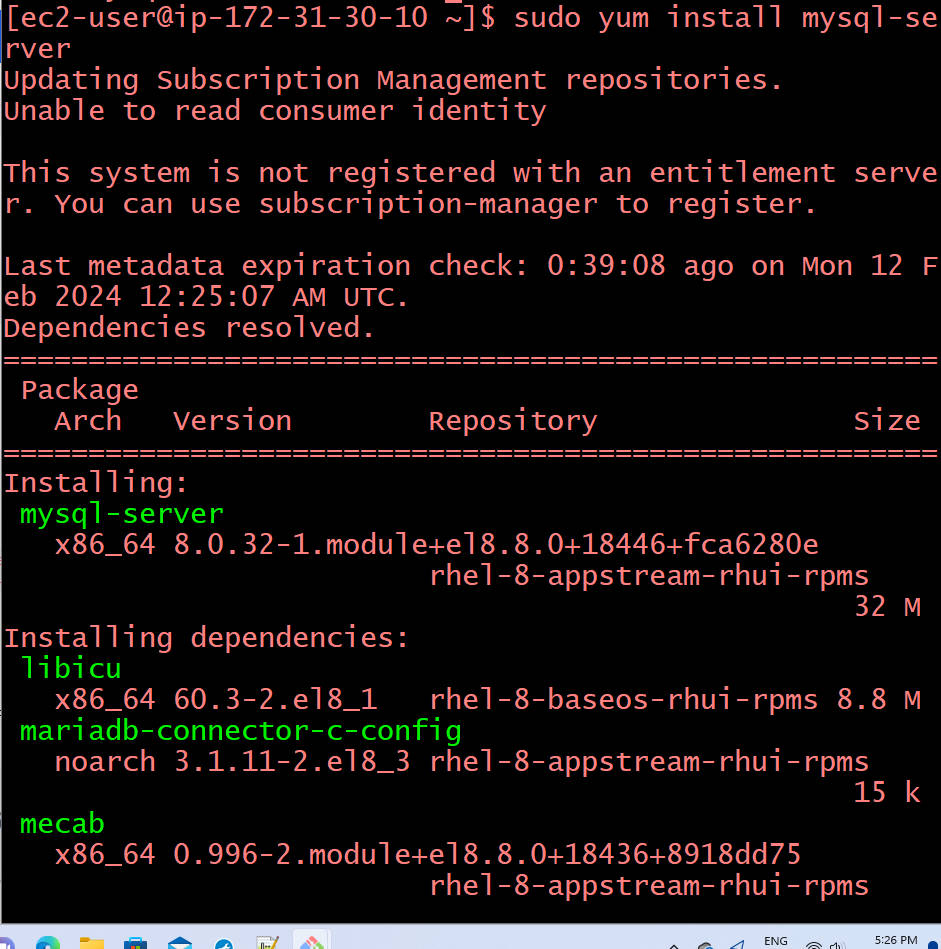 [ec2-user@ip-172-31-30-10 ~]$ sudo yum install mysql-se
rver
Updating Subscription Management repositories.
Unable to read consumer identity
This system is not registered with an entitlement serve
r. You can use subscription-manager to register.
Last metadata expiration check: 0:39:08 ago on Mon 12 F
eb 2024 12:25:07 AM UTC.
Dependencies resolved.
=======================================================
Package
Arch Version Repository Size
=======================================================
Installing:
mysql-server
x86_64 8.0.32-1.module+el8.8.0+18446+fca6280e
rhel-8-appstream-rhui-rpms
32 M
Installing dependencies:
libicu
x86_64 60.3-2.el8_1 rhel-8-baseos-rhui-rpms 8.8 M
mariadb-connector-c-config
noarch 3.1.11-2.el8_3 rhel-8-appstream-rhui-rpms
15 k
mecab
x86_64 0.996-2.module+el8.8.0+18436+8918dd75
rhel-8-appstream-rhui-rpms
ENG
5:26 PM